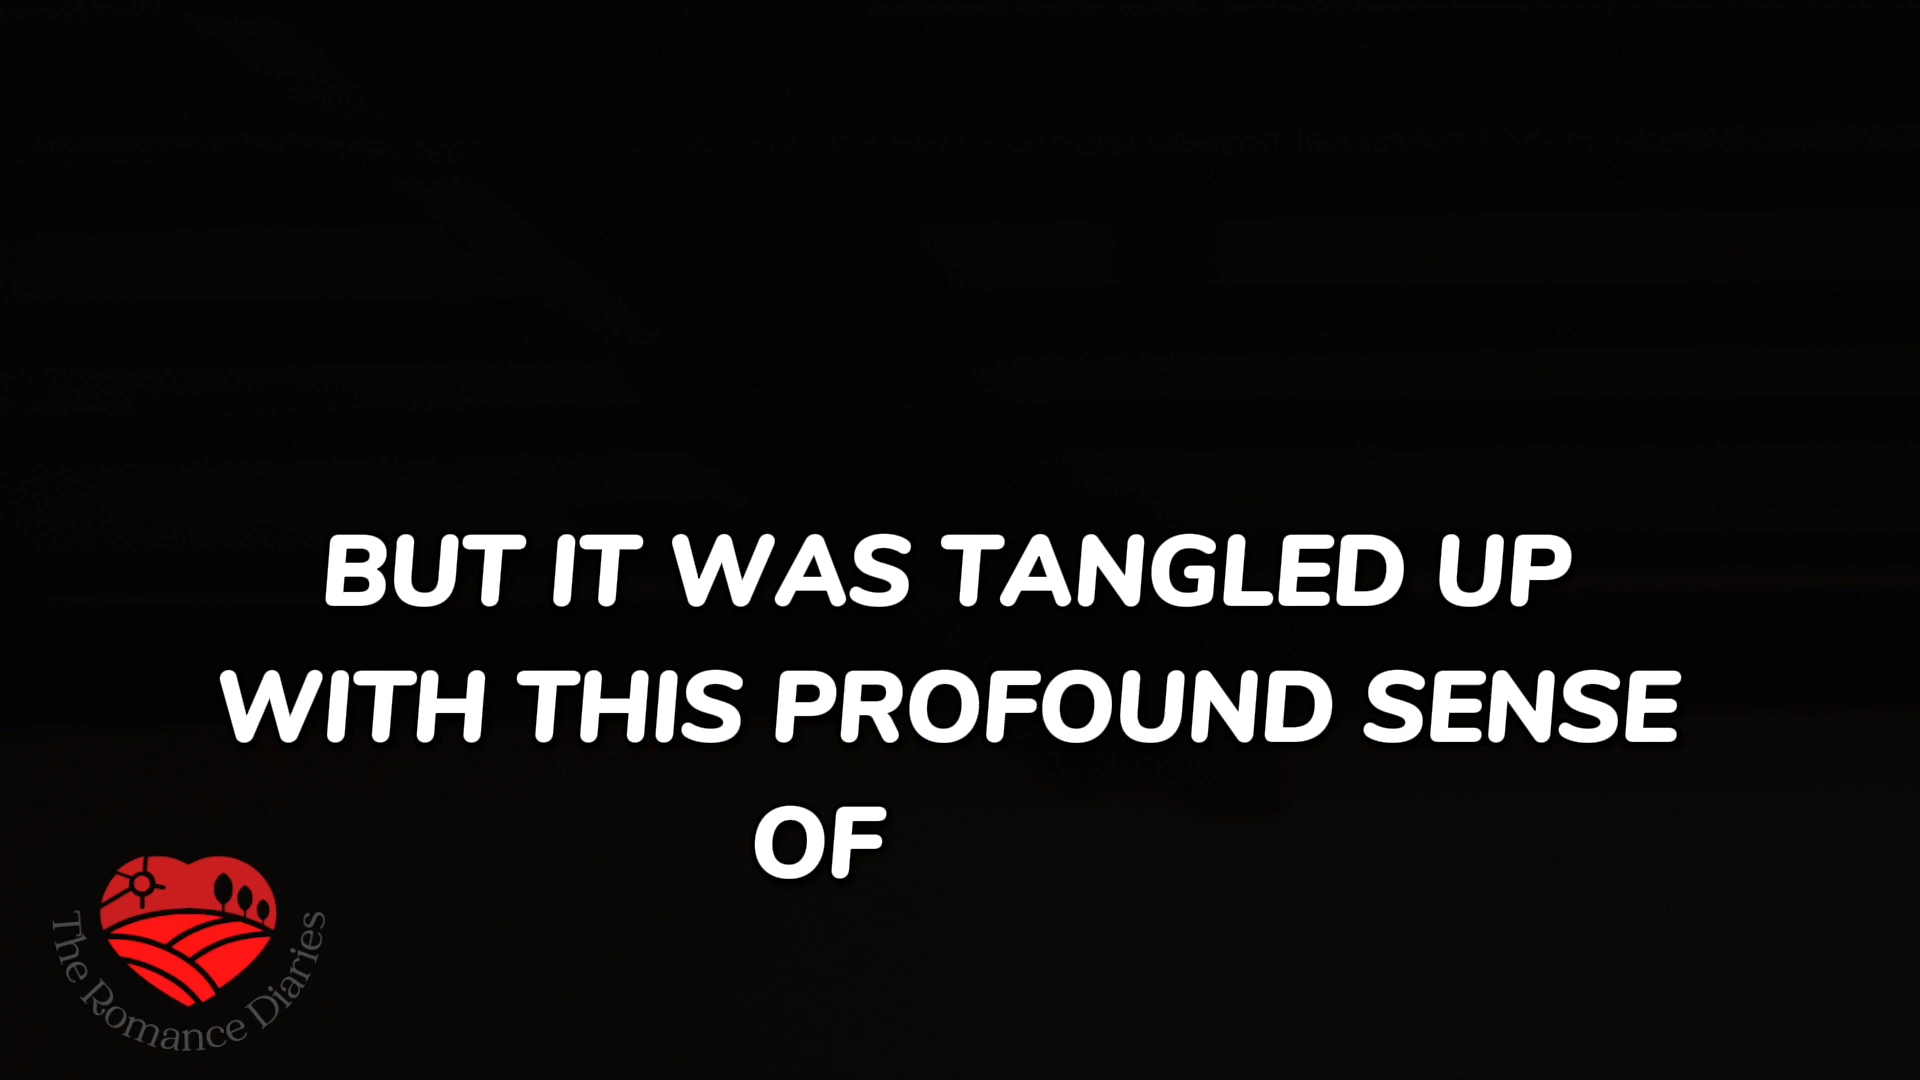 BUT IT WAS TANGLED UP
WITH THIS PROFOUND SENSE
OF
The Romance Diaries